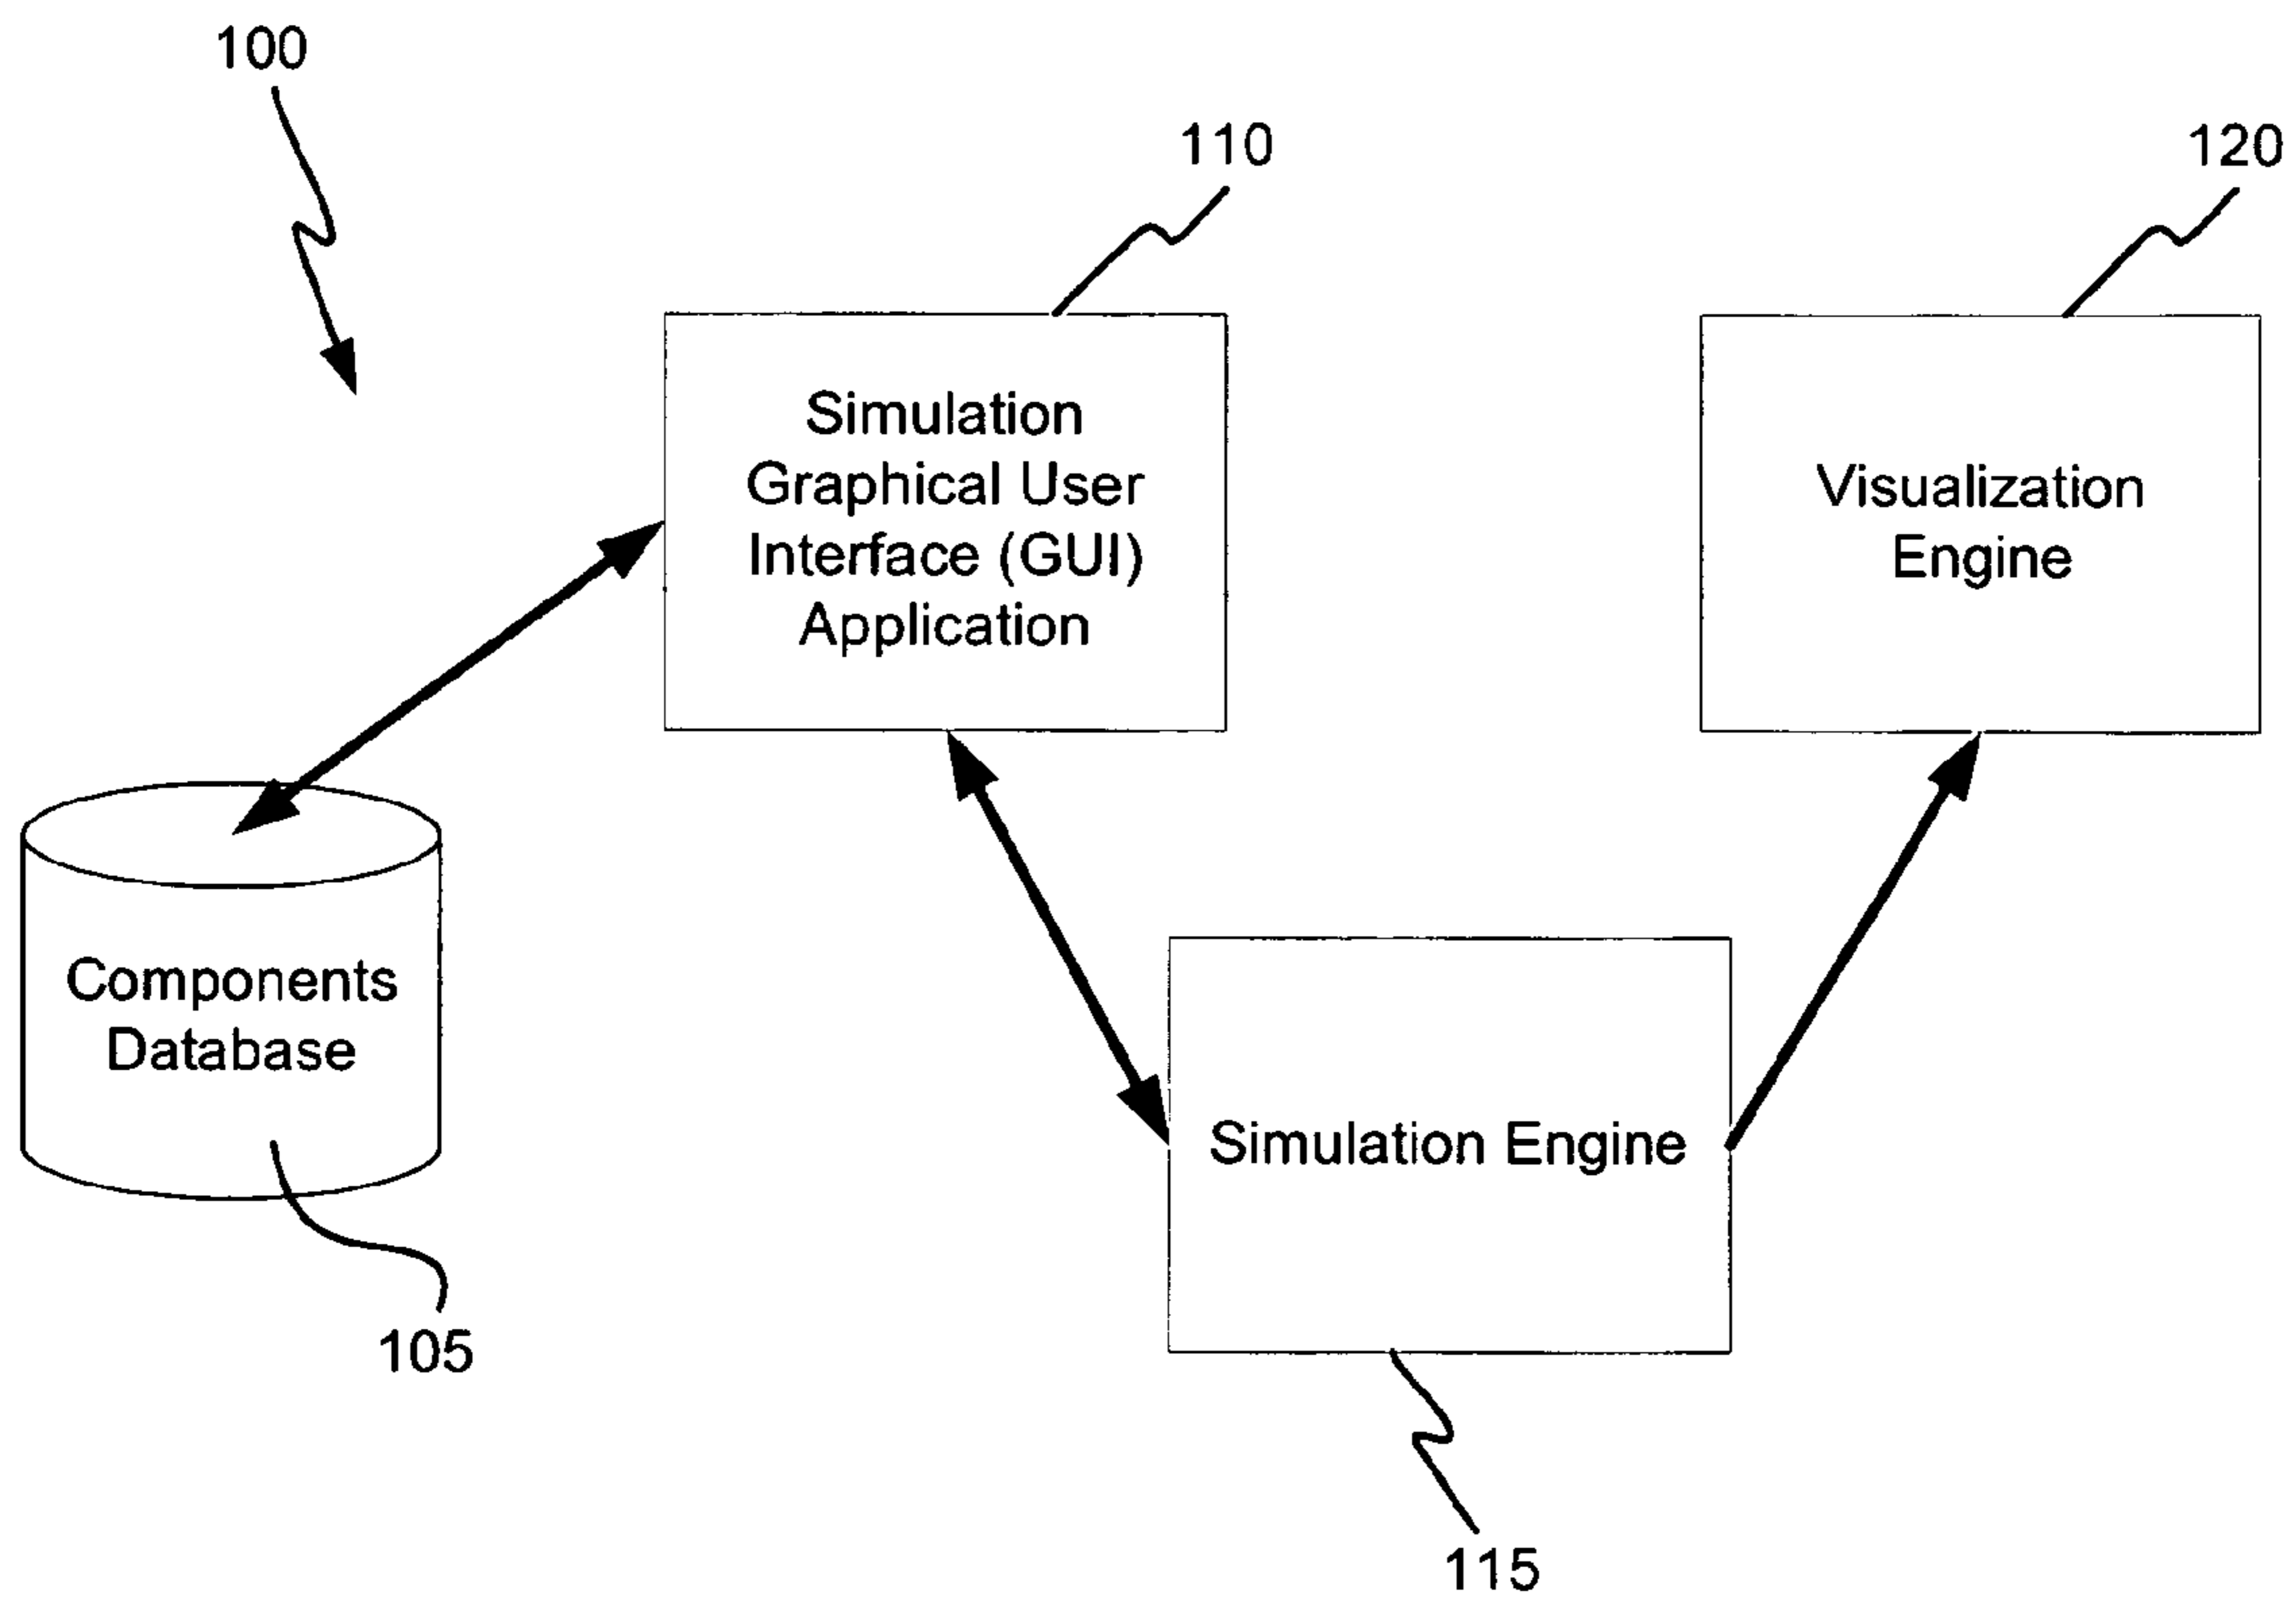 100
110
120
Simulation
Graphical User
Interface (GUI)
Application
Visualization
Engine
Components
Database
Simulation Engine
105
115